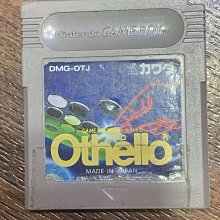 Nintendo GAME BOY
DMG-OTJ
カワダ
Othello®
MADE IN JAPAN